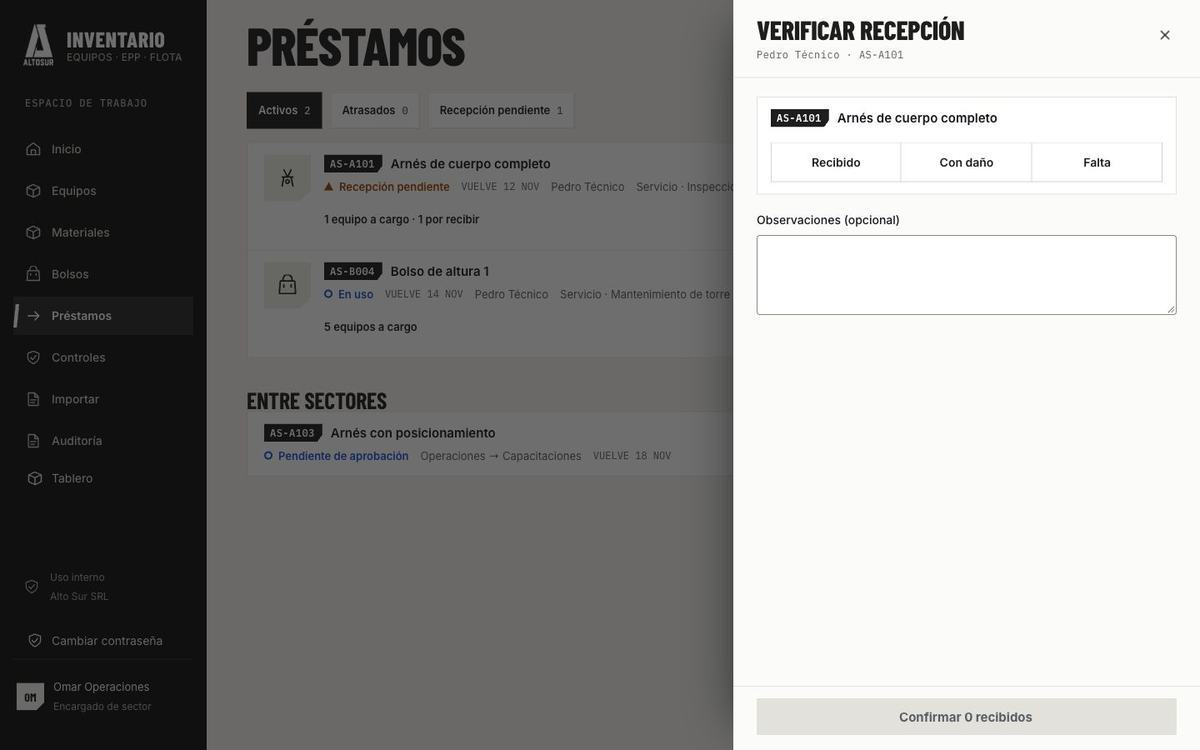 ALTOSUR
INVENTARIO
EQUIPOS · EPP · FLOTA
ESPACIO DE TRABAJO
Inicio
Equipos
Materiales
Bolsos
Préstamos
Controles
Importar
Auditoría
Tablero
Uso interno
Alto Sur SRL
Cambiar contraseña
OM
Omar Operaciones
Encargado de sector
PRÉSTAMOS
Activos 2
Atrasados 0
Recepción pendiente 1
AS-A101 Arnés de cuerpo completo
Recepción pendiente VUELVE 12 NOV Pedro Técnico Servicio · Inspecc
1 equipo a cargo · 1 por recibir
AS-B004 Bolso de altura 1
En uso VUELVE 14 NOV Pedro Técnico Servicio · Mantenimiento de torre
5 equipos a cargo
ENTRE SECTORES
AS-A103 Arnés con posicionamiento
Pendiente de aprobación Operaciones → Capacitaciones VUELVE 18 NOV
VERIFICAR RECEPCIÓN
Pedro Técnico · AS-A101
AS-A101 Arnés de cuerpo completo
Recibido
Con daño
Falta
Observaciones (opcional)
Confirmar 0 recibidos